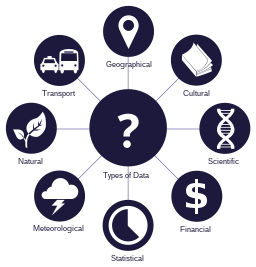 Geographical
Transport
Cultural
?
Natural
Scientific
Types of Data
Meteorological
$
Financial
Statistical